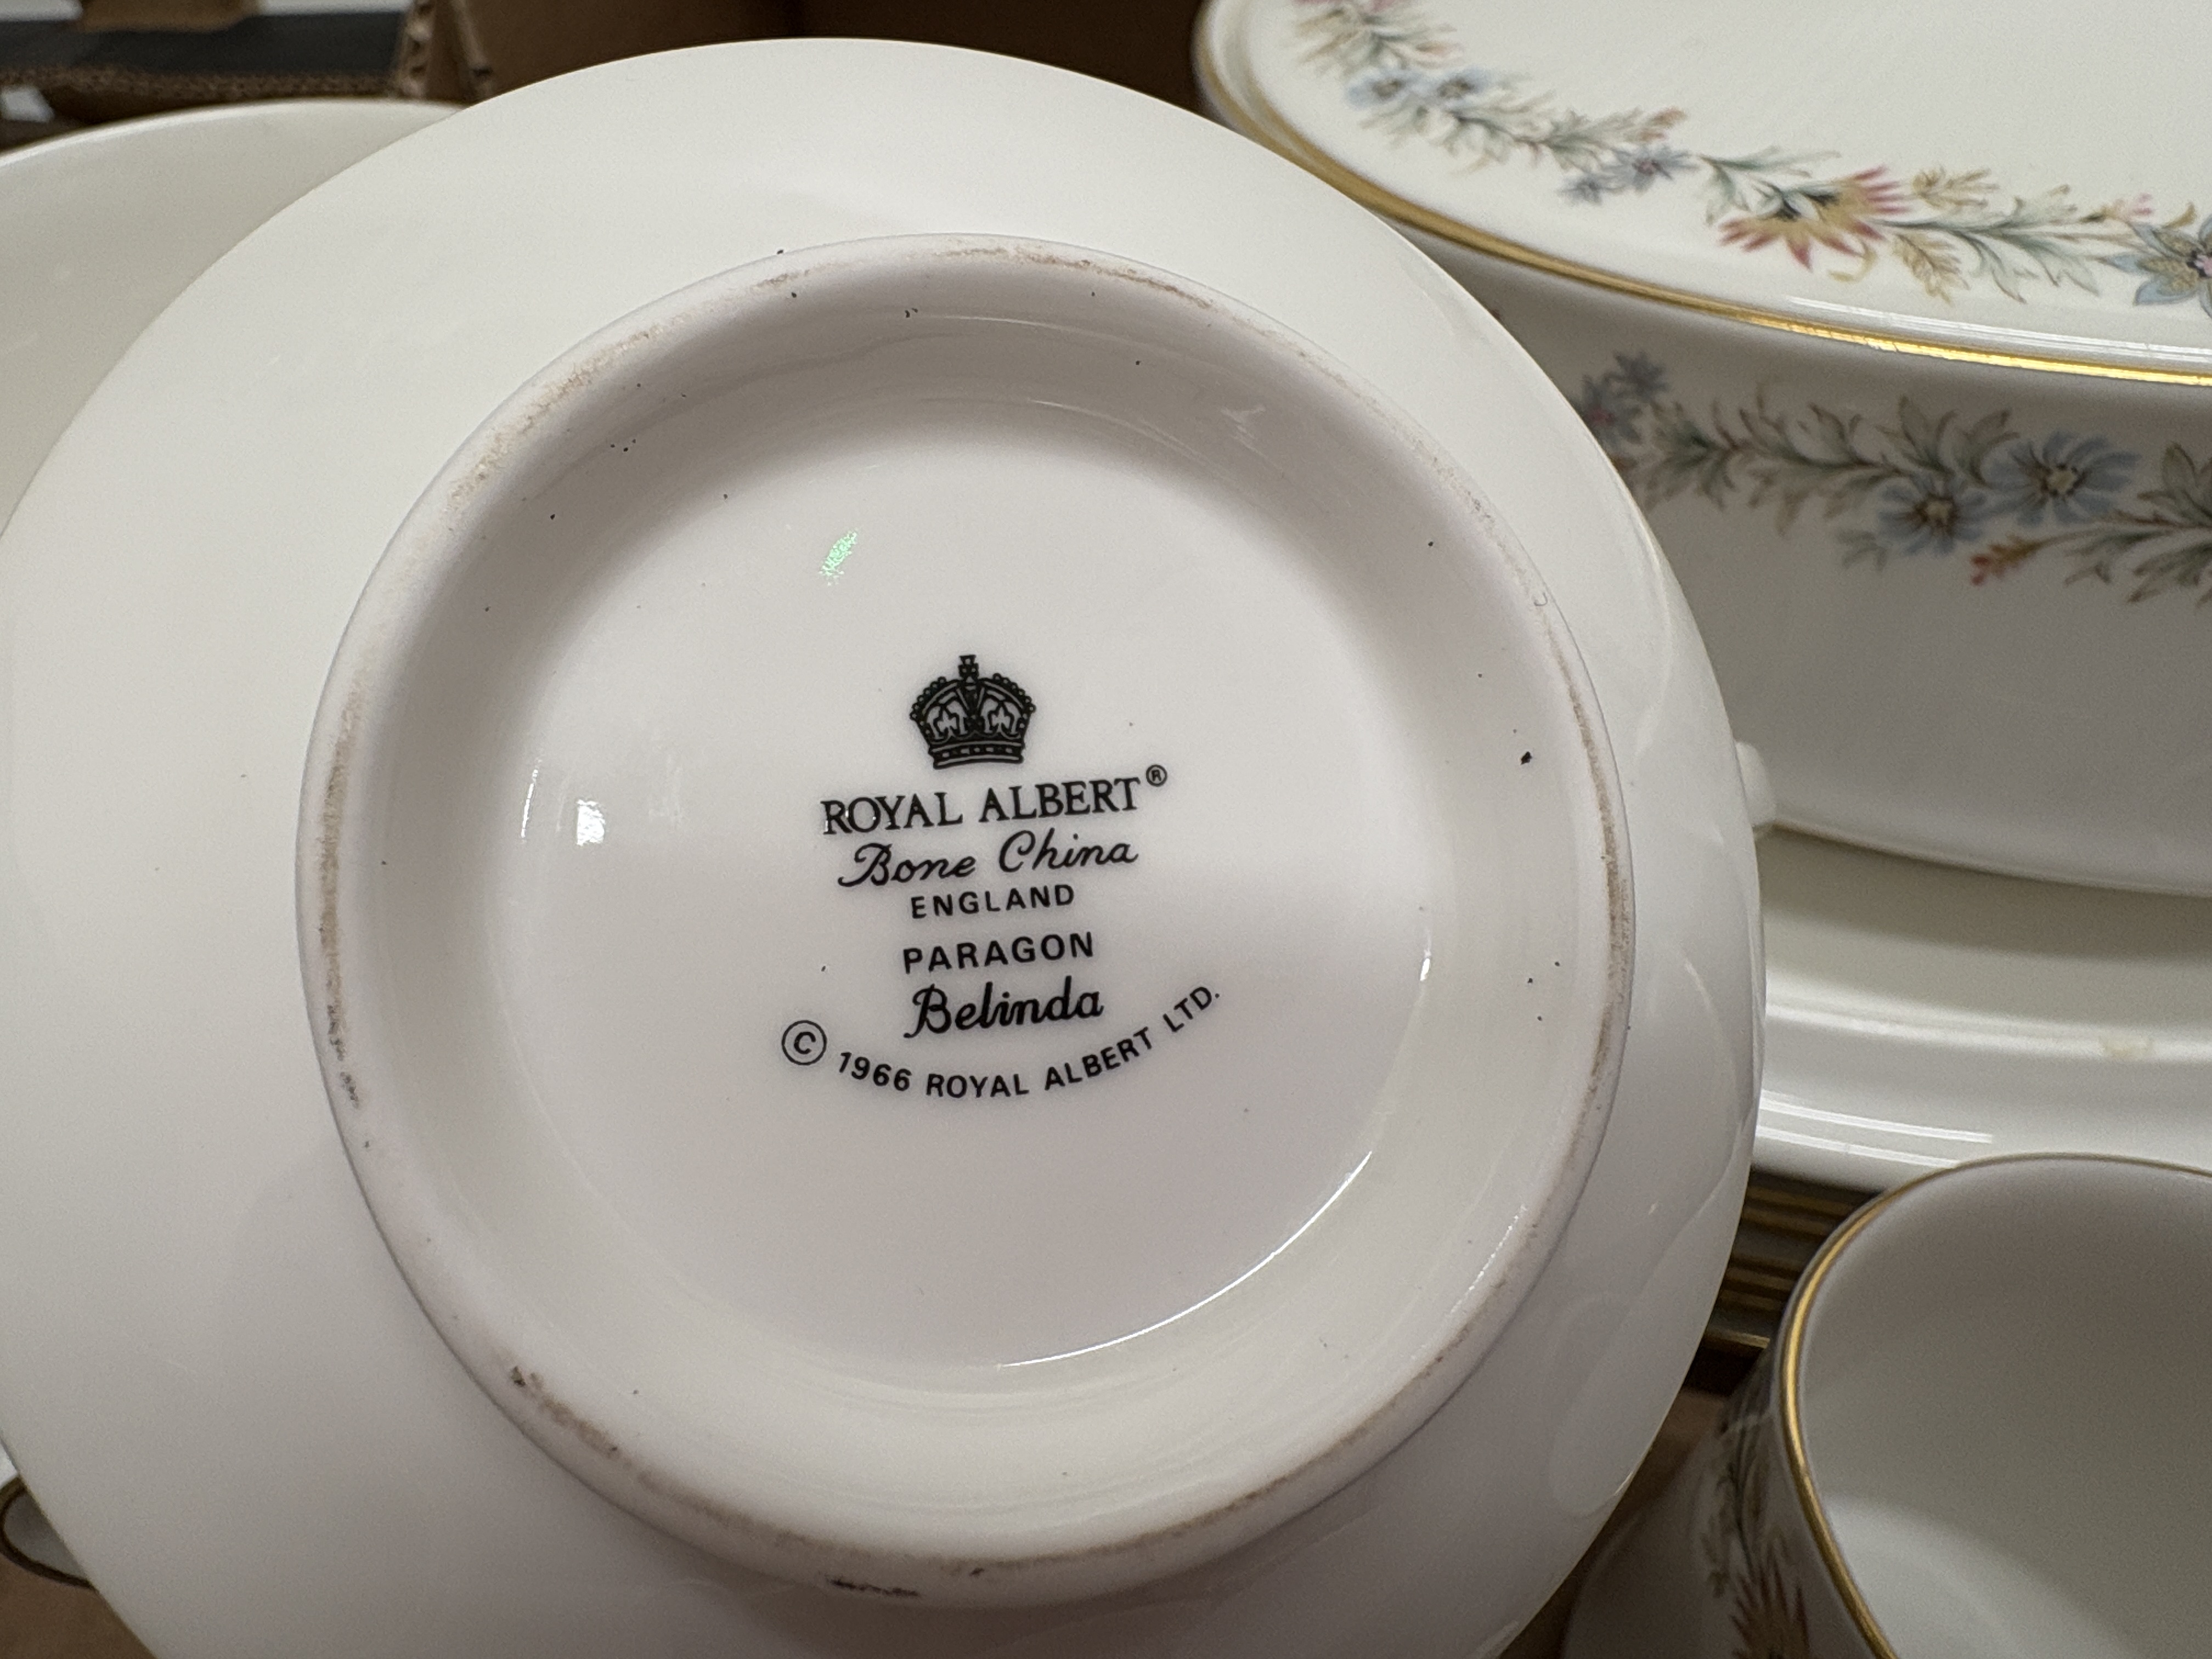 ROYAL ALBERT®
Bone China
ENGLAND
PARAGON
Belinda
© 1966 ROYAL ALBERT LTD.